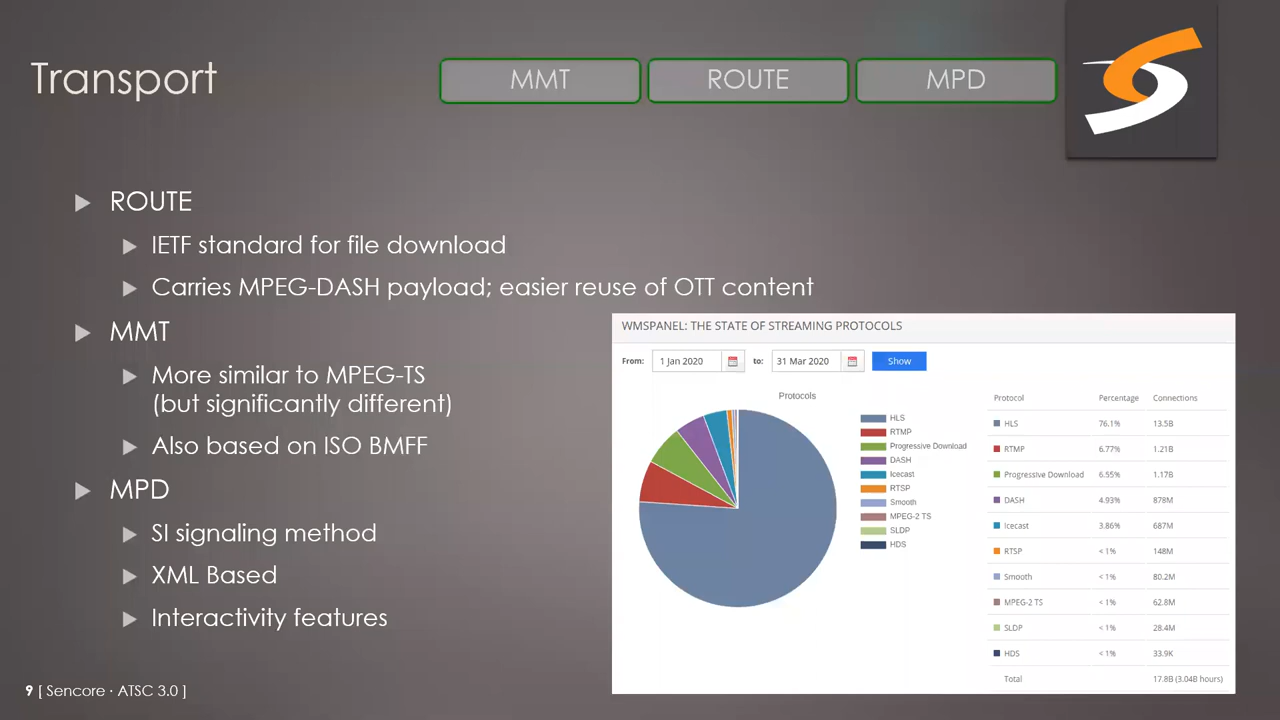 Transport
MMT
ROUTE
MPD
ROUTE
IETF standard for file download
Carries MPEG-DASH payload; easier reuse of OTT content
MMT
More similar to MPEG-TS
(but significantly different)
Also based on ISO BMFF
MPD
SI signaling method
XML Based
Interactivity features
WMSPANEL: THE STATE OF STREAMING PROTOCOLS
From: 1 Jan 2020 to: 31 Mar 2020 Show
Protocols
HLS
RTMP
Progressive Download
DASH
Icecast
RTSP
Smooth
MPEG-2 TS
SLDP
HDS
Protocol Percentage Connections
HLS 76.1% 13.5B
RTMP 6.77% 1.21B
Progressive Download 6.55% 1.17B
DASH 4.93% 878M
Icecast 3.86% 687M
RTSP < 1% 148M
Smooth < 1% 80.2M
MPEG-2 TS < 1% 62.8M
SLDP < 1% 28.4M
HDS < 1% 33.9K
Total 17.8B (3.04B hours)
9 [ Sencore · ATSC 3.0 ]